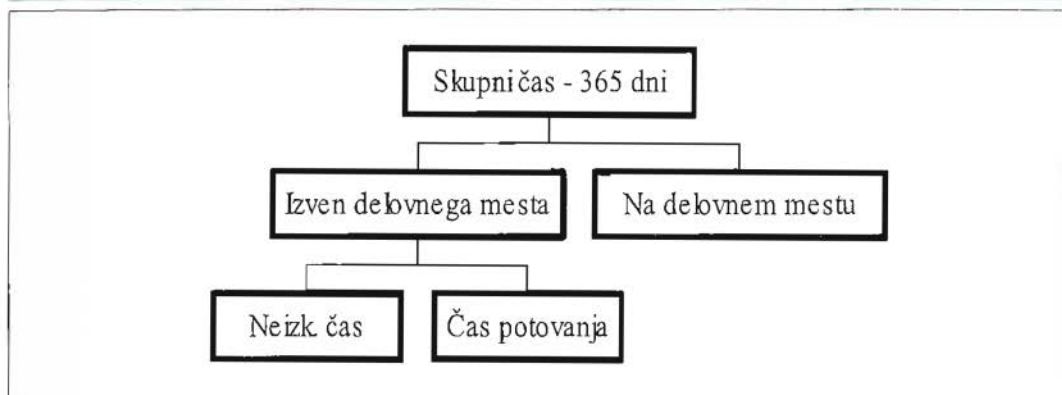 Skupni čas - 365 dni
Izven delovnega mesta
Na delovnem mestu
Neizk. čas
Čas potovanja